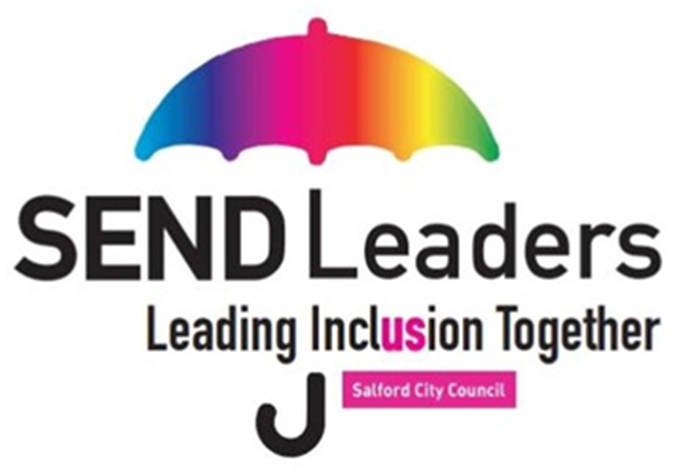 SEND Leaders
Leading Inclusion Together
Salford City Council